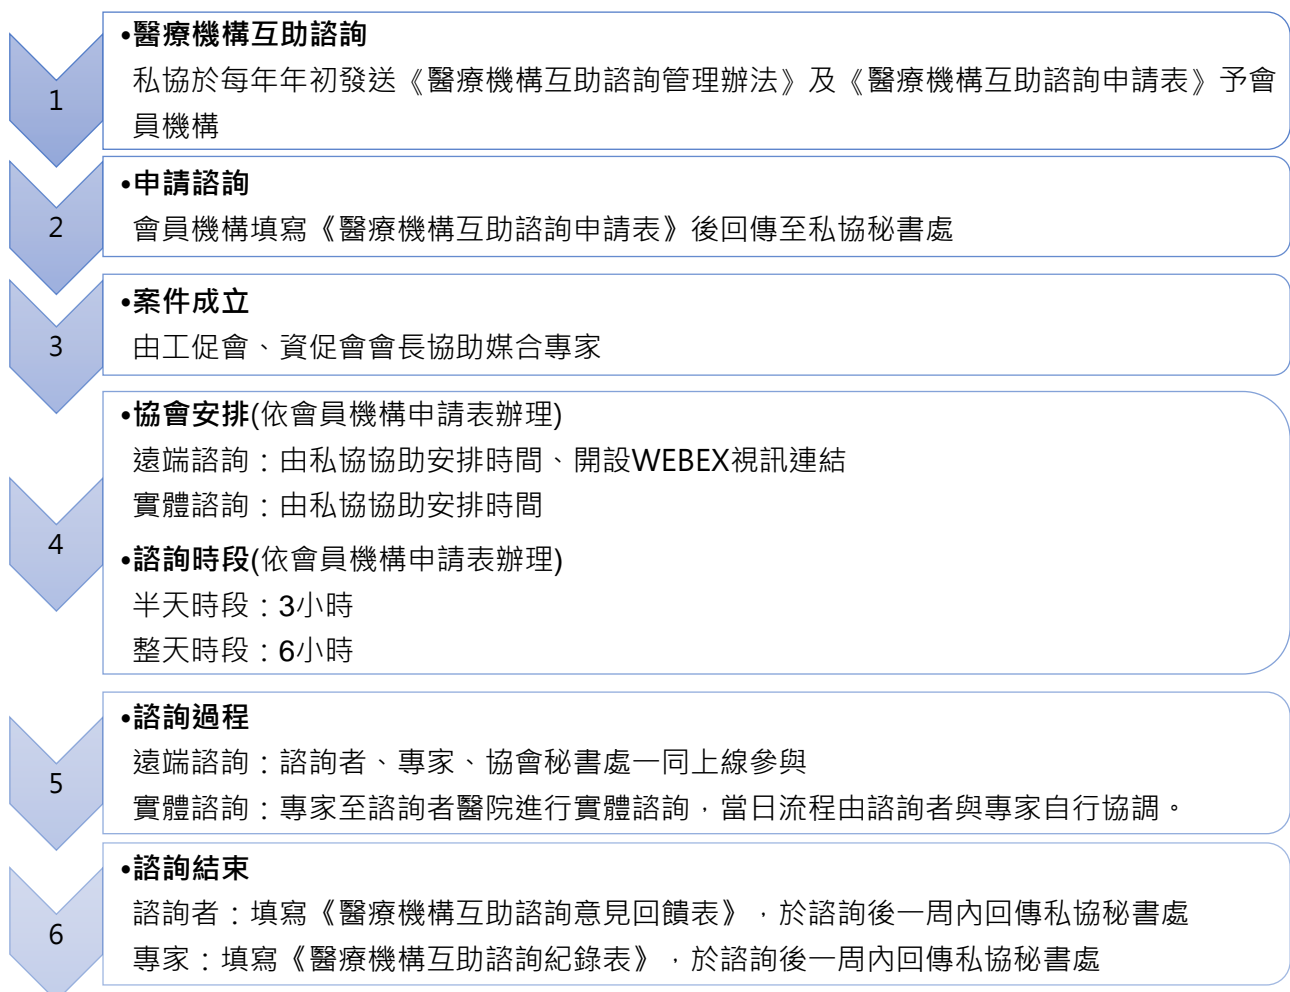 1
•醫療機構互助諮詢
私協於每年年初發送《醫療機構互助諮詢管理辦法》及《醫療機構互助諮詢申請表》予會
員機構
2
•申請諮詢
會員機構填寫《醫療機構互助諮詢申請表》後回傳至私協秘書處
3
•案件成立
由工促會、資促會會長協助媒合專家
4
•協會安排(依會員機構申請表辦理)
遠端諮詢：由私協協助安排時間、開設WEBEX視訊連結
實體諮詢：由私協協助安排時間
•諮詢時段(依會員機構申請表辦理)
半天時段：3小時
整天時段：6小時
5
•諮詢過程
遠端諮詢：諮詢者、專家、協會秘書處一同上線參與
實體諮詢：專家至諮詢者醫院進行實體諮詢，當日流程由諮詢者與專家自行協調。
6
•諮詢結束
諮詢者：填寫《醫療機構互助諮詢意見回饋表》，於諮詢後一周內回傳私協秘書處
專家：填寫《醫療機構互助諮詢紀錄表》，於諮詢後一周內回傳私協秘書處